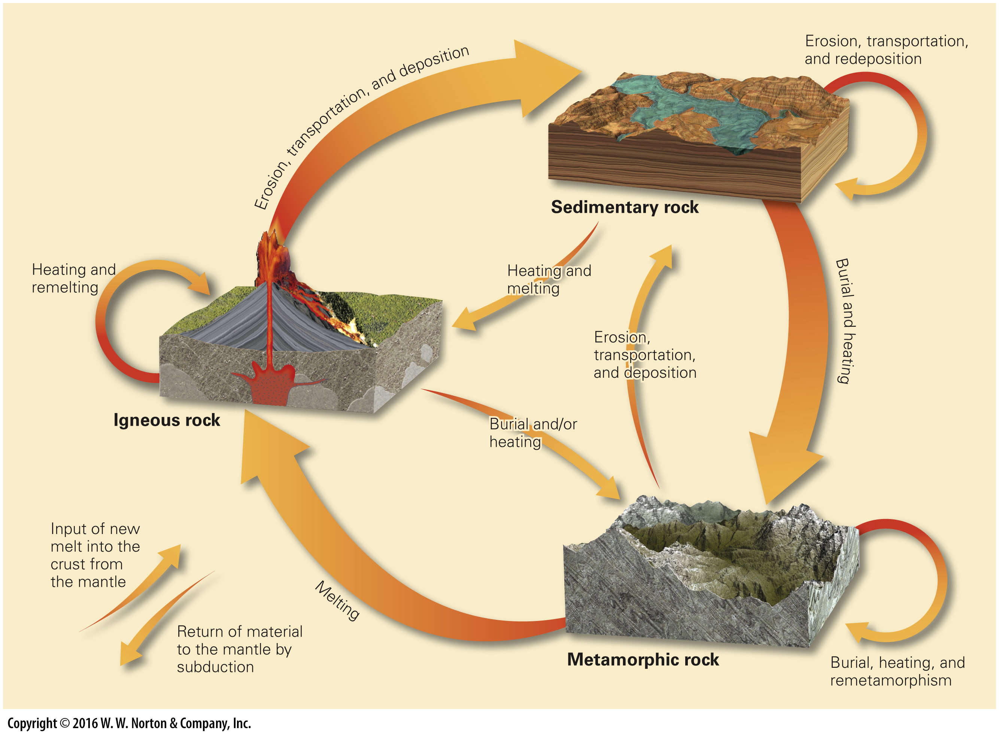 Erosion, transportation, and deposition
Erosion, transportation,
and redeposition
Sedimentary rock
Heating and
remelting
Heating and
melting
Burial and heating
Erosion,
transportation,
and deposition
Igneous rock
Burial and/or
heating
Input of new
melt into the
crust from
the mantle
Melting
Return of material
to the mantle by
subduction
Metamorphic rock
Burial, heating, and
remetamorphism
Copyright © 2016 W. W. Norton & Company, Inc.